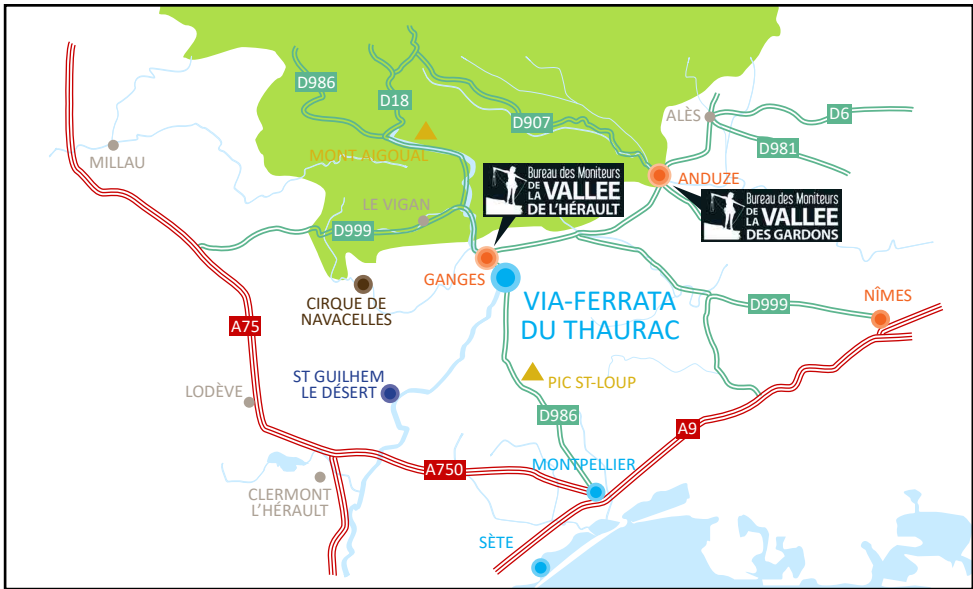 D986
D18
D907
ALÈS
D6
D981
MILLAU
MONT AIGOUAL
Bureau des Moniteurs
DE LA VALLEE
DE L'HÉRAULT
ANDUZE
Bureau des Moniteurs
DE LA VALLEE
DES GARDONS
LE VIGAN
D999
GANGES
CIRQUE DE
NAVACELLES
VIA-FERRATA
DU THAURAC
D999
NÎMES
A75
ST GUILHEM
LE DÉSERT
PIC ST-LOUP
LODÈVE
D986
A9
A750
MONTPELLIER
CLERMONT
L'HÉRAULT
SÈTE